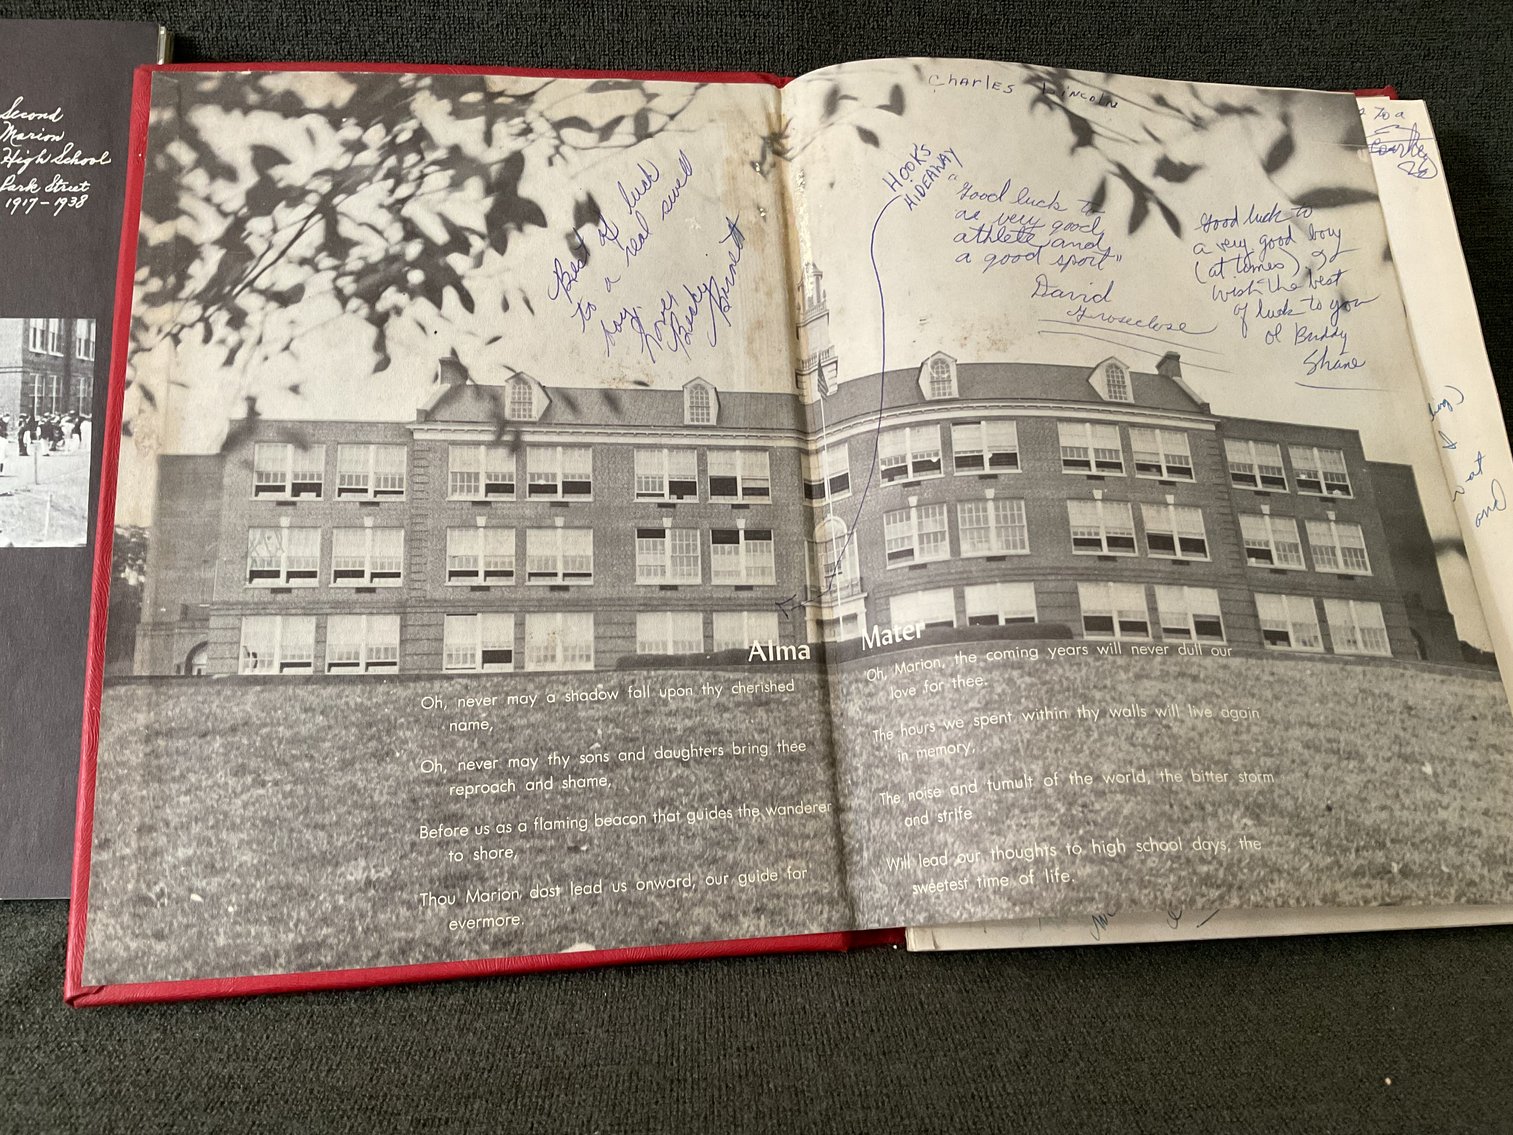 Second
Marion
High School
Park Street
1917-1938
Best of luck
to a real swell
boy.
Love,
Becky
Burnett
Charles Lincoln
HOOK'S
HIDEAWAY
"Good luck to
a very good
athlete and
a good sport"
David
Groseclose
Good luck to
a very good boy
(at times) I
wish the best
of luck to you
ol Buddy
Shane
to a
and
Alma Mater
Oh, never may a shadow fall upon thy cherished
name,
Oh, never may thy sons and daughters bring thee
reproach and shame,
Before us as a flaming beacon that guides the wanderer
to shore,
Thou Marion, dost lead us onward, our guide for
evermore.
Oh, Marion, the coming years will never dull our
love for thee.
The hours we spent within thy walls will live again
in memory,
The noise and tumult of the world, the bitter storm
and strife
Will lead our thoughts to high school days, the
sweetest time of life.